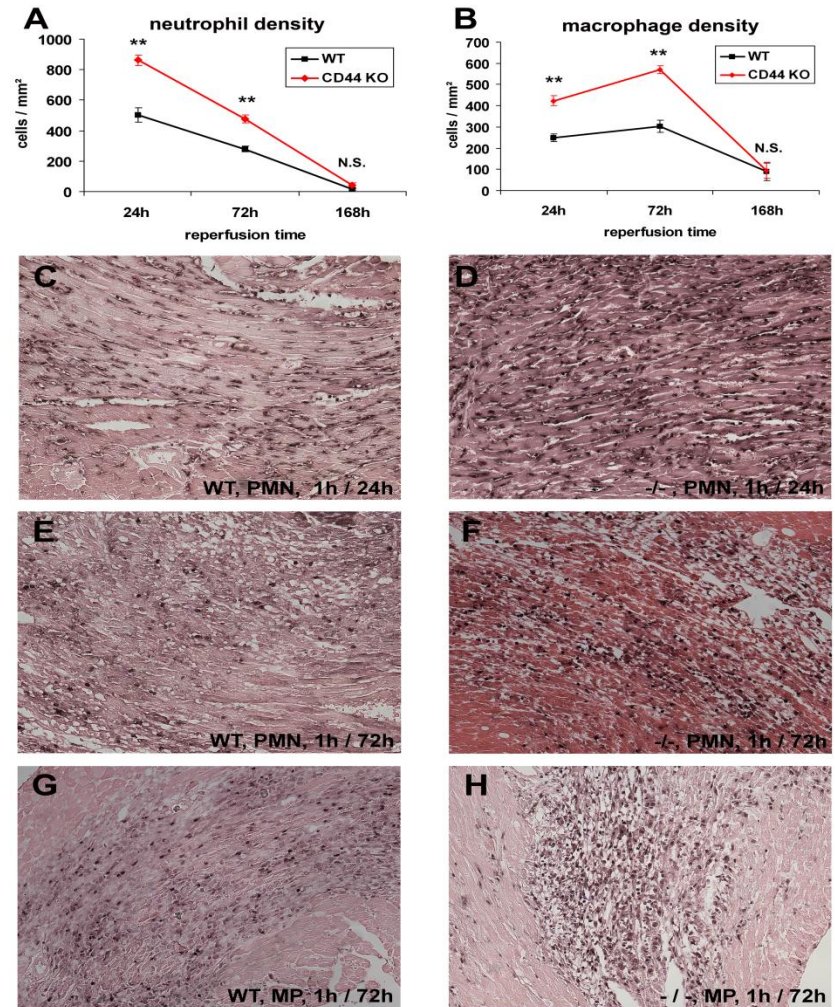 A
neutrophil density
cells / mm²
1000
800
600
400
200
0
**
**
N.S.
WT
CD44 KO
24h
72h
168h
reperfusion time
B
macrophage density
cells / mm²
700
600
500
400
300
200
100
0
**
**
N.S.
WT
CD44 KO
24h
72h
168h
reperfusion time
C
WT, PMN, 1h / 24h
D
-/- , PMN, 1h / 24h
E
WT, PMN, 1h / 72h
F
-/-, PMN, 1h / 72h
G
WT, MP, 1h / 72h
H
- / -, MP, 1h / 72h